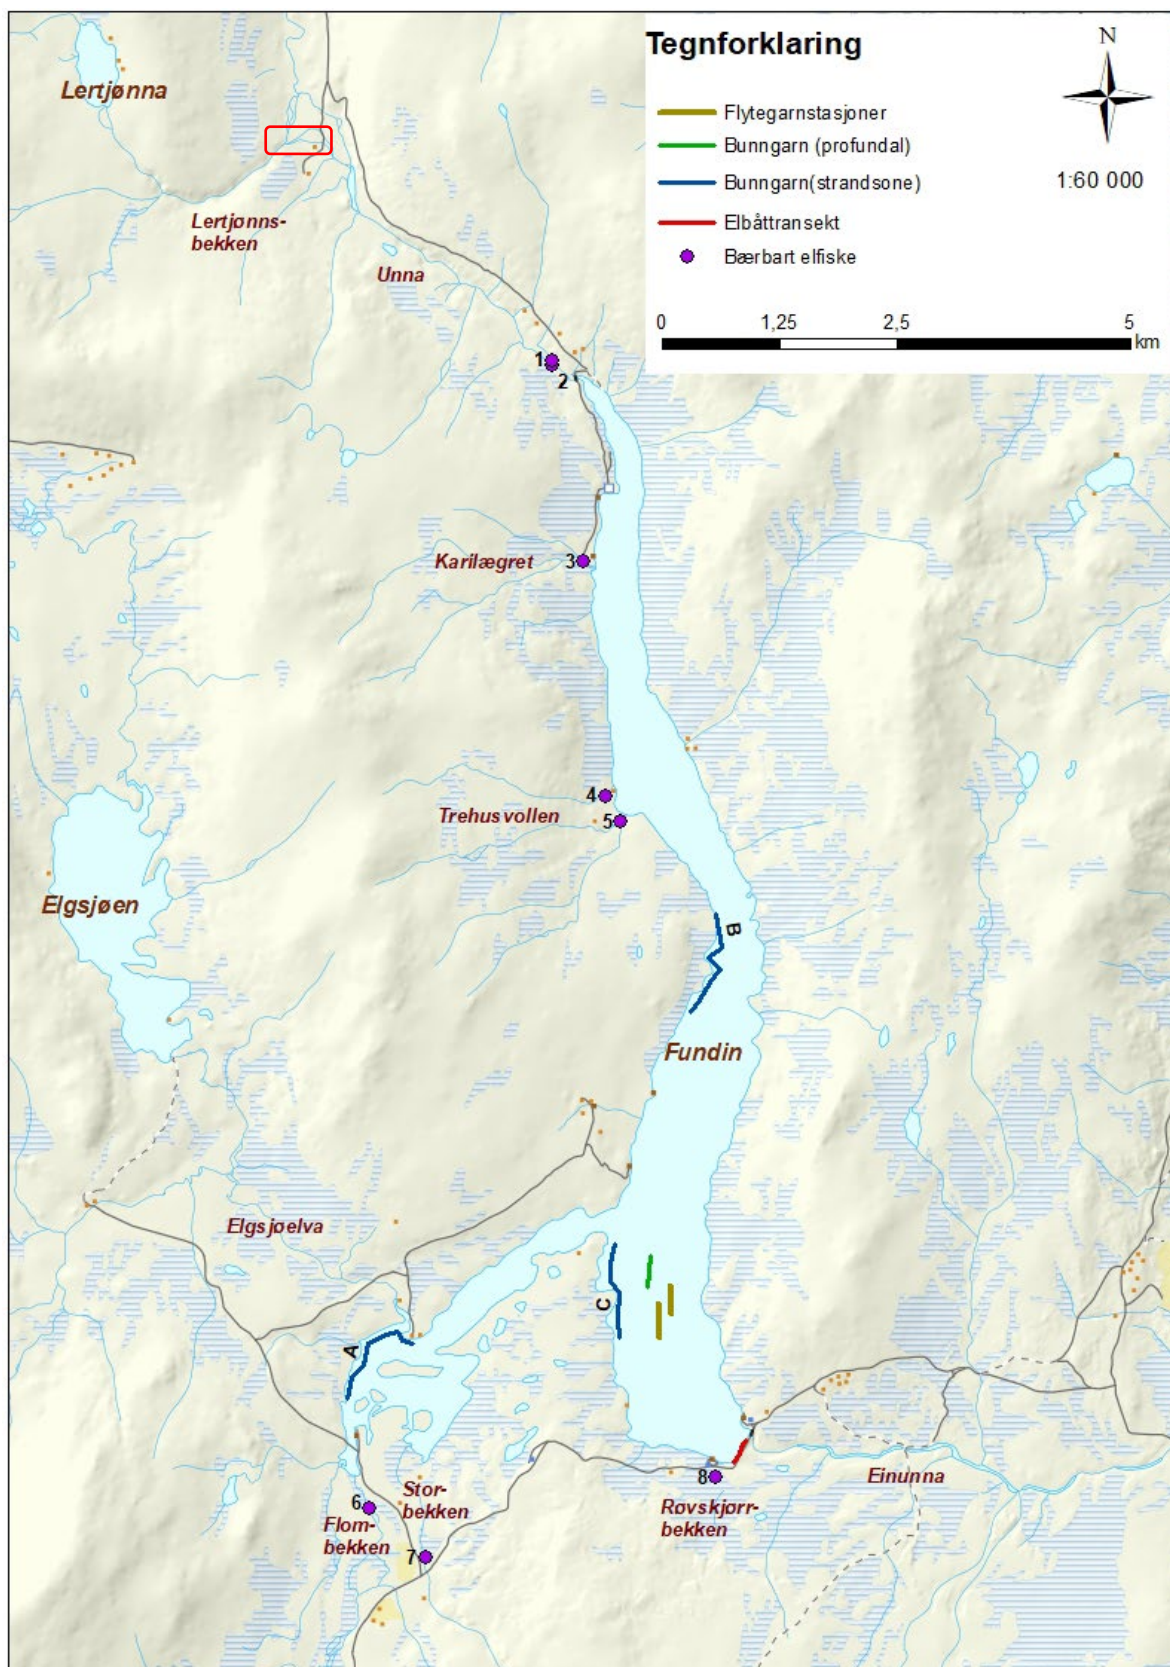 Tegnforklaring
N
Flytegarnstasjoner
Bunngarn (profundal)
Bunngarn(strandsone)
Elbåttransekt
Bærbart elfiske
1:60 000
0 1,25 2,5 5
km
Lertjønna
Lertjønns-
bekken
Unna
1
2
Karilægret
3
4
Trehusvollen
5
Elgsjøen
B
Fundin
Elgsjøelva
C
A
Einunna
8
Røvskjørr-
bekken
Stor-
bekken
6
Flom-
bekken
7